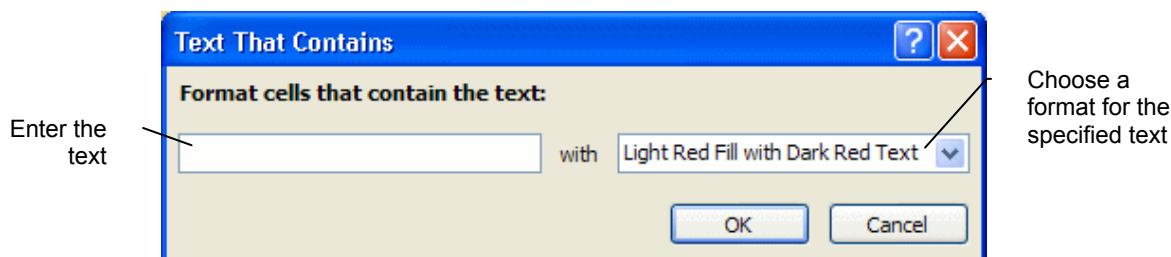 Text That Contains
Format cells that contain the text:
Enter the
text
with
Light Red Fill with Dark Red Text
Choose a
format for the
specified text
OK
Cancel